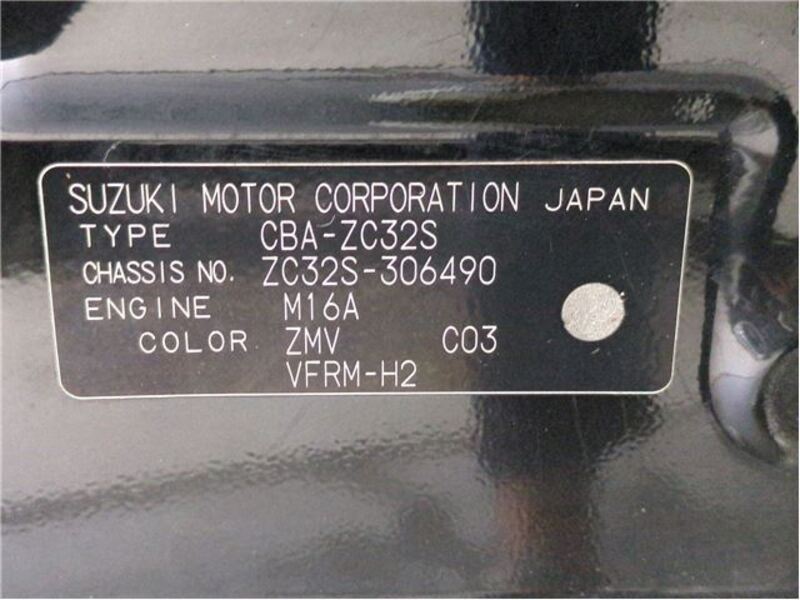 SUZUKI MOTOR CORPORATION JAPAN
TYPE CBA-ZC32S
CHASSIS NO. ZC32S-306490
ENGINE M16A
COLOR ZMV C03
VFRM-H2